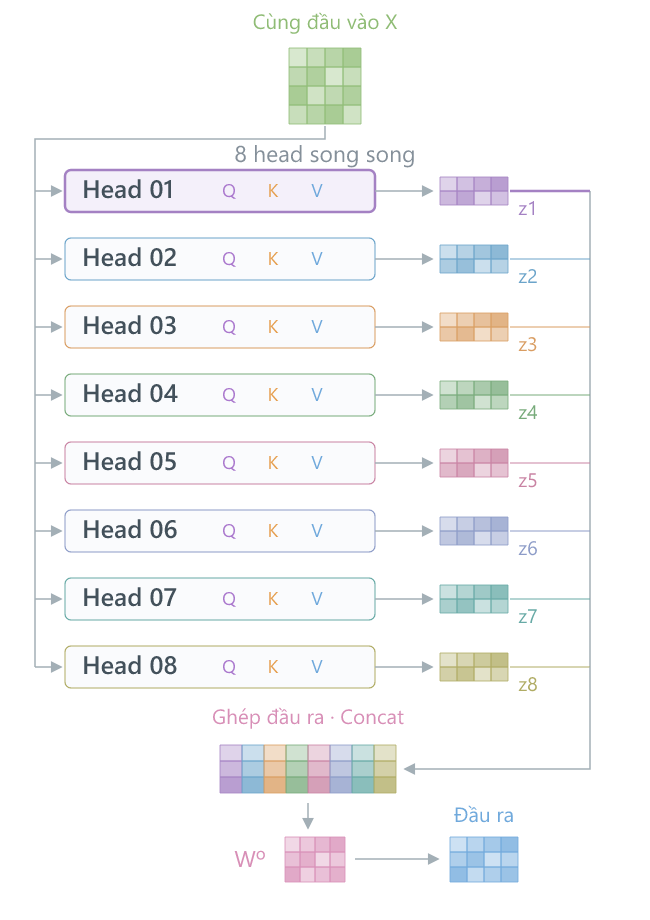 Cùng đầu vào X
8 head song song
Head 01 Q K V
z1
Head 02 Q K V
z2
Head 03 Q K V
z3
Head 04 Q K V
z4
Head 05 Q K V
z5
Head 06 Q K V
z6
Head 07 Q K V
z7
Head 08 Q K V
z8
Ghép đầu ra · Concat
Đầu ra
Wº